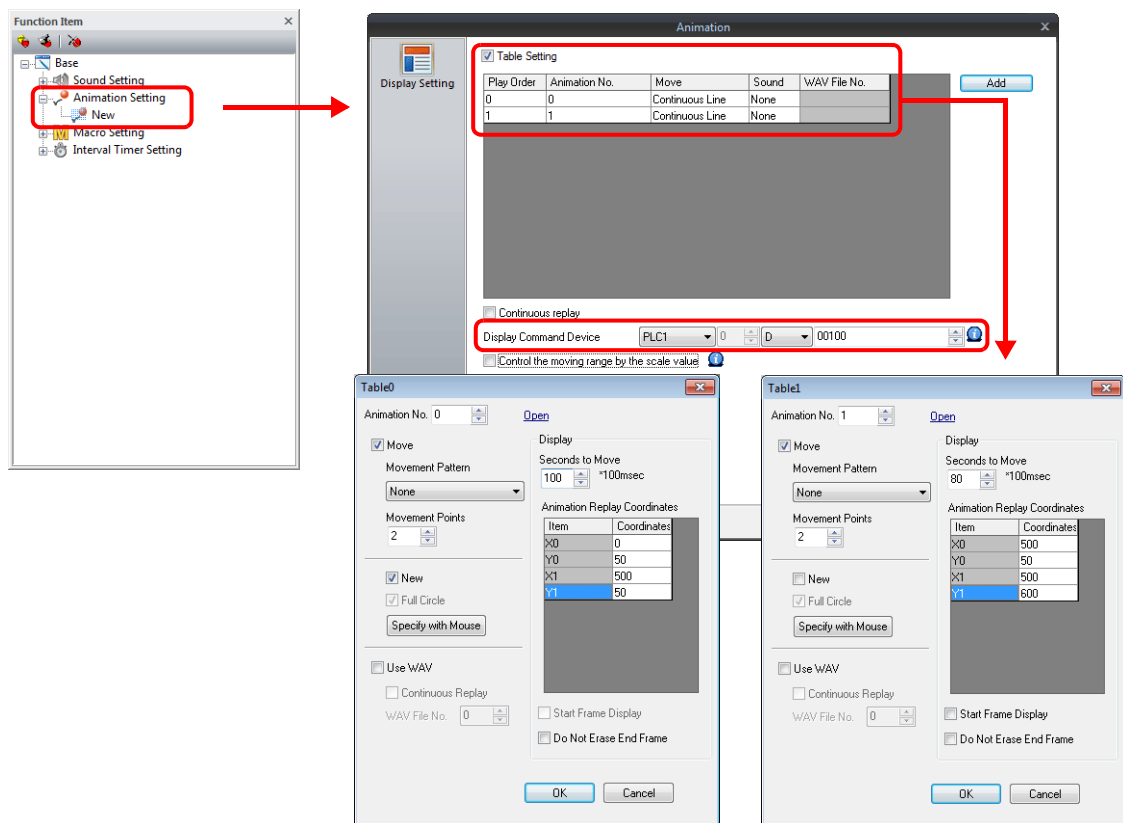 Function Item
Base
Sound Setting
Animation Setting
New
Macro Setting
Interval Timer Setting
Animation
Display Setting
Table Setting
Play Order Animation No. Move Sound WAV File No.
0 0 Continuous Line None
1 1 Continuous Line None
Add
Continuous replay
Display Command Device PLC1 0 D 00100
Control the moving range by the scale value
Table0
Animation No. 0 Open
Move
Movement Pattern
None
Movement Points
2
New
Full Circle
Specify with Mouse
Use WAV
Continuous Replay
WAV File No. 0
Display
Seconds to Move
100 *100msec
Animation Replay Coordinates
Item Coordinates
X0 0
Y0 50
X1 500
Y1 50
Start Frame Display
Do Not Erase End Frame
OK Cancel
Table1
Animation No. 1 Open
Move
Movement Pattern
None
Movement Points
2
New
Full Circle
Specify with Mouse
Use WAV
Continuous Replay
WAV File No. 0
Display
Seconds to Move
80 *100msec
Animation Replay Coordinates
Item Coordinates
X0 500
Y0 50
X1 500
Y1 600
Start Frame Display
Do Not Erase End Frame
OK Cancel